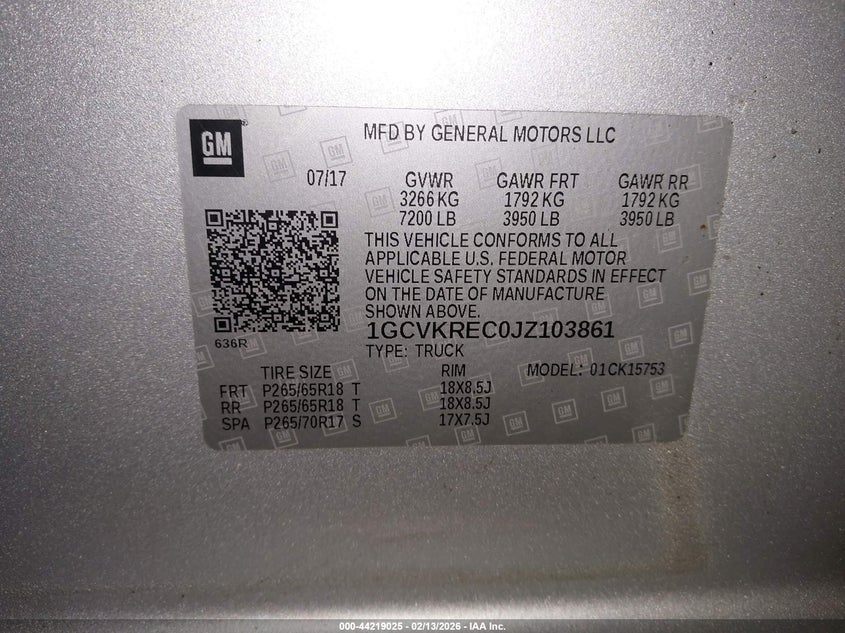 GM
MFD BY GENERAL MOTORS LLC
07/17 GVWR GAWR FRT GAWR RR
3266 KG 1792 KG 1792 KG
7200 LB 3950 LB 3950 LB
THIS VEHICLE CONFORMS TO ALL
APPLICABLE U.S. FEDERAL MOTOR
VEHICLE SAFETY STANDARDS IN EFFECT
ON THE DATE OF MANUFACTURE
SHOWN ABOVE.
636R
1GCVKREC0JZ103861
TYPE: TRUCK
TIRE SIZE RIM MODEL: 01CK15753
FRT P265/65R18 T 18X8.5J
RR P265/65R18 T 18X8.5J
SPA P265/70R17 S 17X7.5J
000-44219025 - 02/13/2026 - IAA Inc.